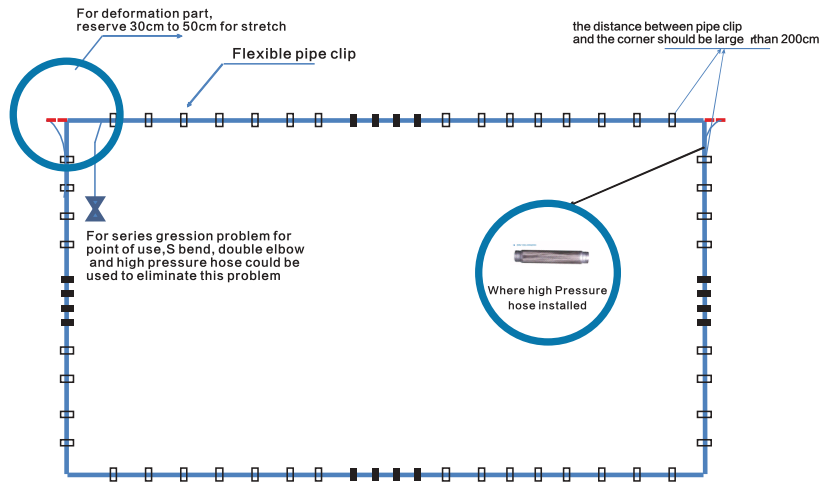 For deformation part,
reserve 30cm to 50cm for stretch
Flexible pipe clip
the distance between pipe clip
and the corner should be large rthan 200cm
For series gression problem for
point of use,S bend, double elbow
and high pressure hose could be
used to eliminate this problem
Where high Pressure
hose installed